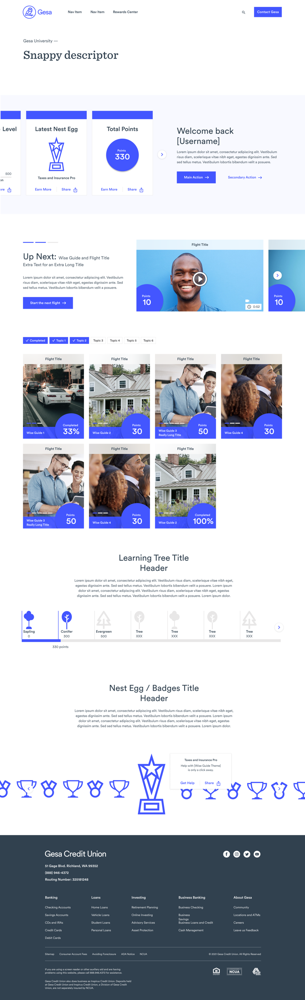 Gesa
Nav Item
Nav Item
Rewards Center
Contact Gesa
Gesa University —
Snappy descriptor
Level
500
en
are
Latest Nest Egg
Taxes and Insurance Pro
Earn More
Share
Total Points
Points
330
Earn More
Share
Welcome back
[Username]
Lorem ipsum dolor sit amet, consectetur adipiscing elit. Vestibulum
risus diam, scelerisque vitae nibh eget, egestas dignissim ante. Sed
sed tellus metus. Vestibulum lobortis bibendum velit a posuere.
Main Action →
Secondary Action →
Up Next: Wise Guide and Flight Title
Extra Text for an Extra Long Title
Lorem ipsum dolor sit amet, consectetur adipiscing elit. Vestibulum
risus diam, scelerisque vitae nibh eget, egestas dignissim ante. Sed
sed tellus metus. Vestibulum lobortis bibendum velit a posuere.
Start the next flight →
Flight Title
Points
10
0:52
Points
10
Completed
Topic 1
Topic 2
Topic 3
Topic 4
Topic 5
Topic 6
Flight Title
Wise Guide 1
Completed
33%
Flight Title
Wise Guide 2
Points
30
Flight Title
Wise Guide 3
Really Long Title
Points
50
Flight Title
Wise Guide 4
Points
30
Flight Title
Wise Guide 3
Really Long Title
Points
50
Flight Title
Wise Guide 4
Points
30
Flight Title
Wise Guide 2
Completed
100%
Learning Tree Title
Header
Lorem ipsum dolor sit amet, consectetur adipiscing elit. Vestibulum risus diam, scelerisque vitae nibh eget,
egestas dignissim ante. Sed sed tellus metus. Vestibulum lobortis bibendum velit a posuere. Lorem ipsum
dolor sit amet, consectetur adipiscing elit. Vestibulum risus diam, scelerisque vitae nibh eget, egestas
dignissim ante. Sed sed tellus metus. Vestibulum lobortis bibendum velit a posuere. Lorem ipsum dolor.
Sapling
0
Conifer
300
Evergreen
500
Tree
XXX
Tree
XXX
Tree
XXX
Tree
XXX
330 points
Nest Egg / Badges Title
Header
Lorem ipsum dolor sit amet, consectetur adipiscing elit. Vestibulum risus diam, scelerisque vitae nibh eget,
egestas dignissim ante. Sed sed tellus metus. Vestibulum lobortis bibendum velit a posuere. Lorem ipsum
dolor sit amet, consectetur adipiscing elit. Vestibulum risus diam, scelerisque vitae nibh eget, egestas
dignissim ante. Sed sed tellus metus. Vestibulum lobortis bibendum velit a posuere. Lorem ipsum dolor.
Taxes and Insurance Pro
Help with [Wise Guide Theme]
is only a click away.
Get Help
Share
Gesa Credit Union
51 Gage Blvd. Richland, WA 99352
(888) 946-4372
Routing Number: 325181248
Banking
Checking Accounts
Savings Accounts
CDs and IRAs
Credit Cards
Debit Cards
Loans
Home Loans
Vehicle Loans
Student Loans
Personal Loans
Investing
Retirement Planning
Online Investing
Advisory Services
Asset Protection
Business Banking
Business Checking
Business
Savings
Business Loans and Credit
Cash Management
About Gesa
Community
Locations and ATMs
Careers
Leave us Feedback
Sitemap
Consumer Account Fees
Avoiding Foreclosure
ADA Notice
NCUA
© 2021 Gesa Credit Union. All Rights Reserved
If you are using a screen reader or other auxiliary aid and are having
problems using this website, please call 888.946.4372 for assistance.
NCUA
CO-OP
Gesa Credit Union also does business as Inspirus Credit Union. Deposits held
at Gesa Credit Union and Inspirus Credit Union, a Division of Gesa Credit
Union, are not separately insured by NCUA.